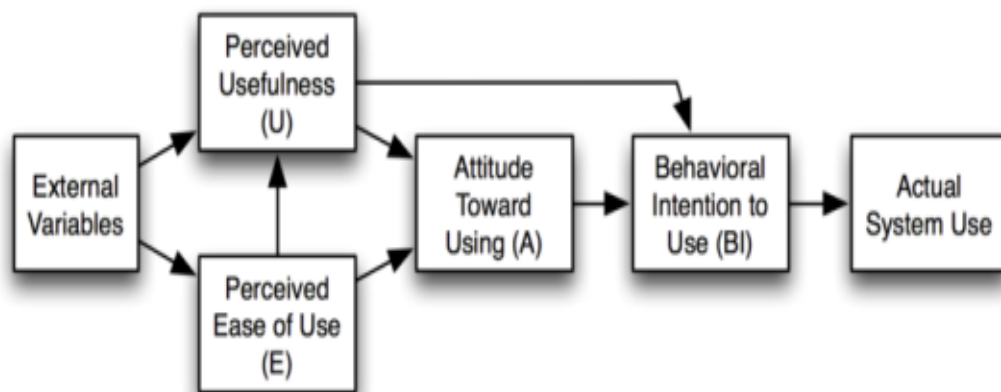 Perceived
Usefulness
(U)
External
Variables
Perceived
Ease of Use
(E)
Attitude
Toward
Using (A)
Behavioral
Intention to
Use (BI)
Actual
System Use